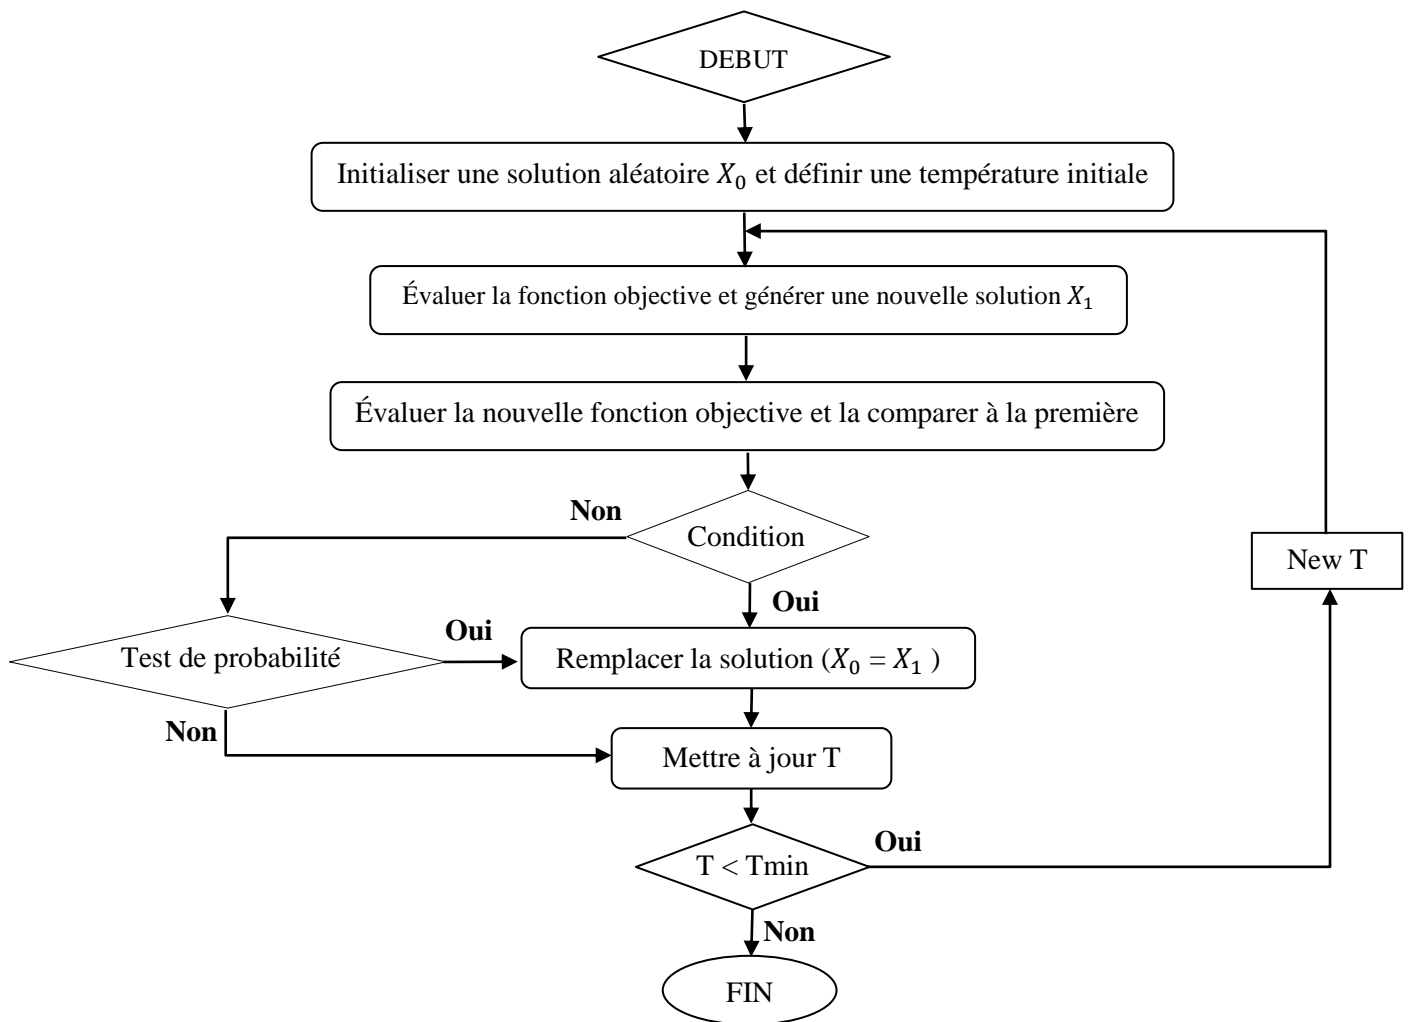 DEBUT
Initialiser une solution aléatoire X₀ et définir une température initiale
Évaluer la fonction objective et générer une nouvelle solution X₁
Évaluer la nouvelle fonction objective et la comparer à la première
Non
Condition
New T
Oui
Test de probabilité
Oui
Remplacer la solution (X₀ = X₁ )
Non
Mettre à jour T
T < Tmin
Oui
Non
FIN